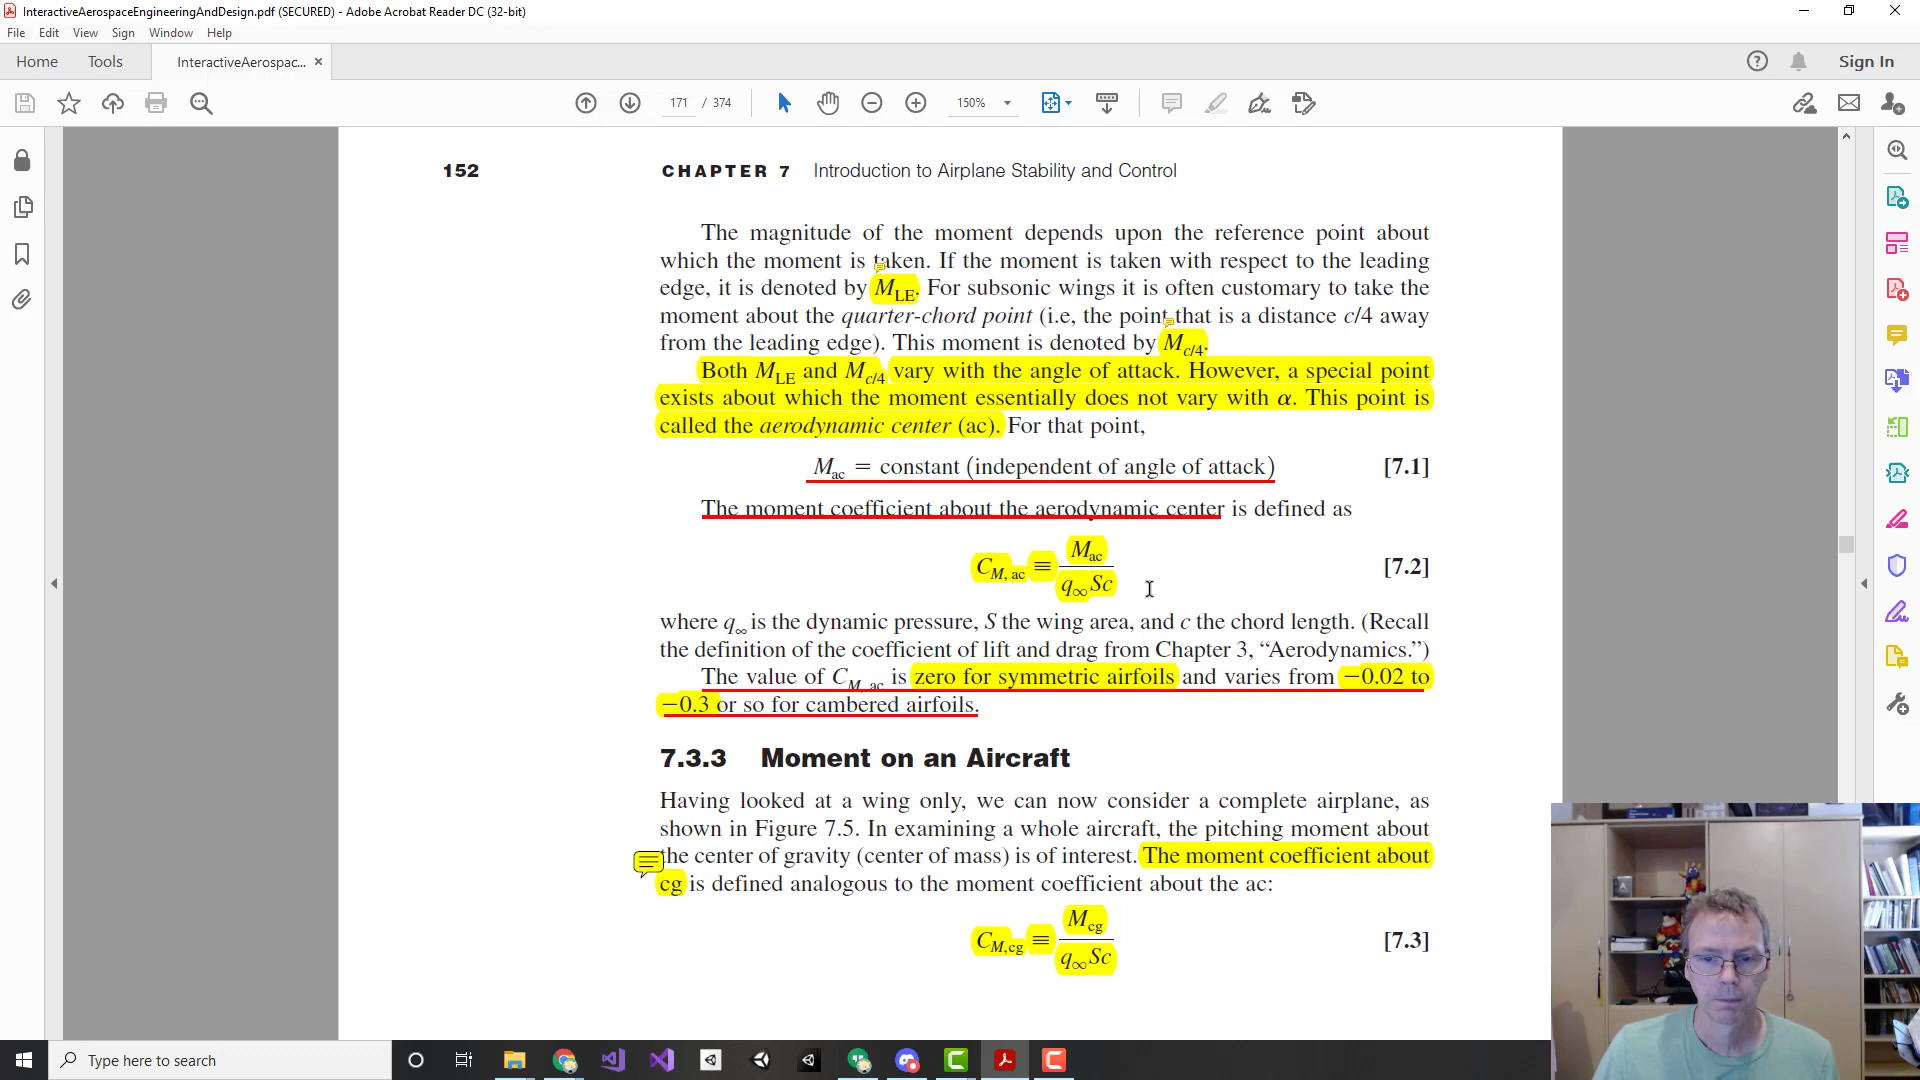 InteractiveAerospaceEngineeringAndDesign.pdf (SECURED) - Adobe Acrobat Reader DC (32-bit)
File Edit View Sign Window Help
Home Tools InteractiveAerospac... ×
Sign In
171 / 374
150%
152 CHAPTER 7 Introduction to Airplane Stability and Control
The magnitude of the moment depends upon the reference point about
which the moment is taken. If the moment is taken with respect to the leading
edge, it is denoted by M_LE. For subsonic wings it is often customary to take the
moment about the quarter-chord point (i.e, the point that is a distance c/4 away
from the leading edge). This moment is denoted by M_c/4.
Both M_LE and M_c/4 vary with the angle of attack. However, a special point
exists about which the moment essentially does not vary with α. This point is
called the aerodynamic center (ac). For that point,
M_ac = constant (independent of angle of attack) [7.1]
The moment coefficient about the aerodynamic center is defined as
C_M, ac ≡ M_ac / q_∞ Sc [7.2]
where q_∞ is the dynamic pressure, S the wing area, and c the chord length. (Recall
the definition of the coefficient of lift and drag from Chapter 3, “Aerodynamics.”)
The value of C_M, ac is zero for symmetric airfoils and varies from −0.02 to
−0.3 or so for cambered airfoils.
7.3.3 Moment on an Aircraft
Having looked at a wing only, we can now consider a complete airplane, as
shown in Figure 7.5. In examining a whole aircraft, the pitching moment about
the center of gravity (center of mass) is of interest. The moment coefficient about
cg is defined analogous to the moment coefficient about the ac:
C_M,cg ≡ M_cg / q_∞ Sc [7.3]
Type here to search